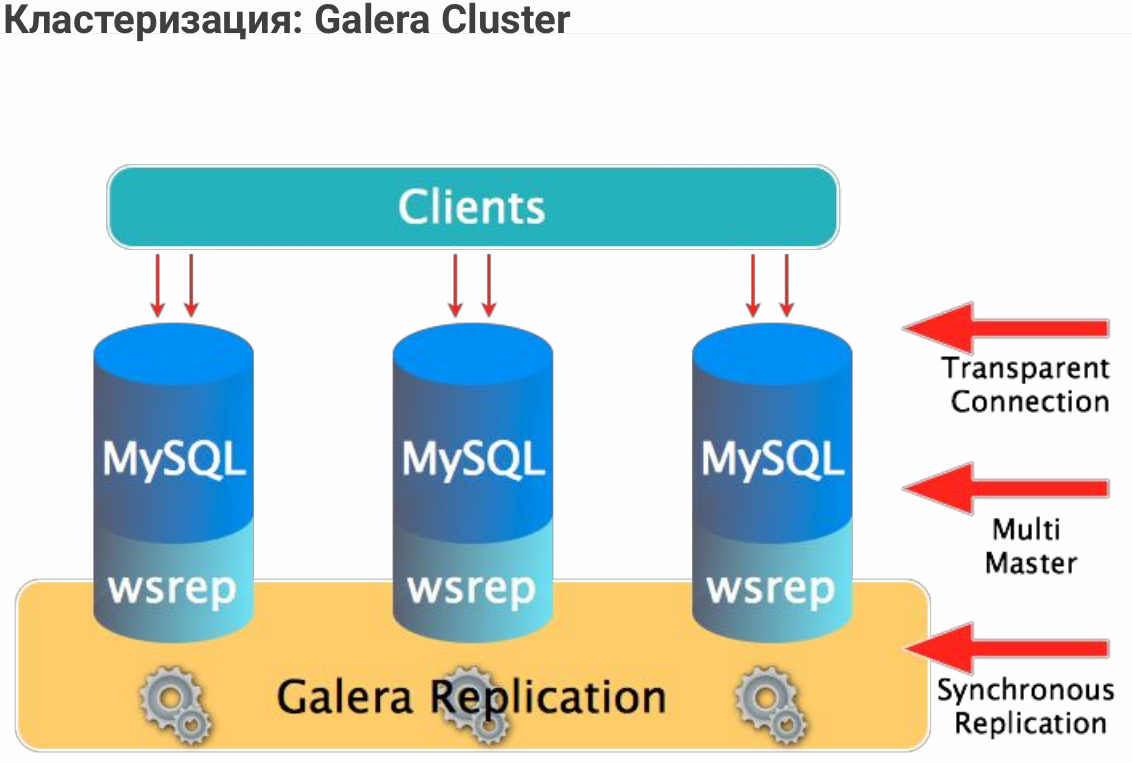 Кластеризация: Galera Cluster
Clients
Transparent
Connection
MySQL MySQL MySQL
Multi
Master
wsrep wsrep wsrep
Galera Replication
Synchronous
Replication